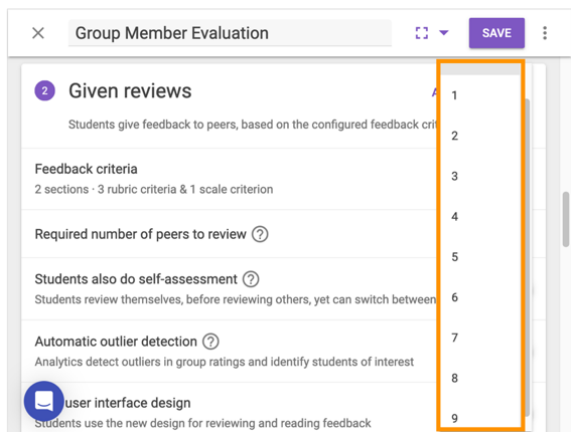 Group Member Evaluation
SAVE
2 Given reviews
Students give feedback to peers, based on the configured feedback
Feedback criteria
2 sections · 3 rubric criteria & 1 scale criterion
Required number of peers to review ?
Students also do self-assessment ?
Students review themselves, before reviewing others, yet can switch between
Automatic outlier detection ?
Analytics detect outliers in group ratings and identify students of interest
user interface design
Students use the new design for reviewing and reading feedback
1
2
3
4
5
6
7
8
9